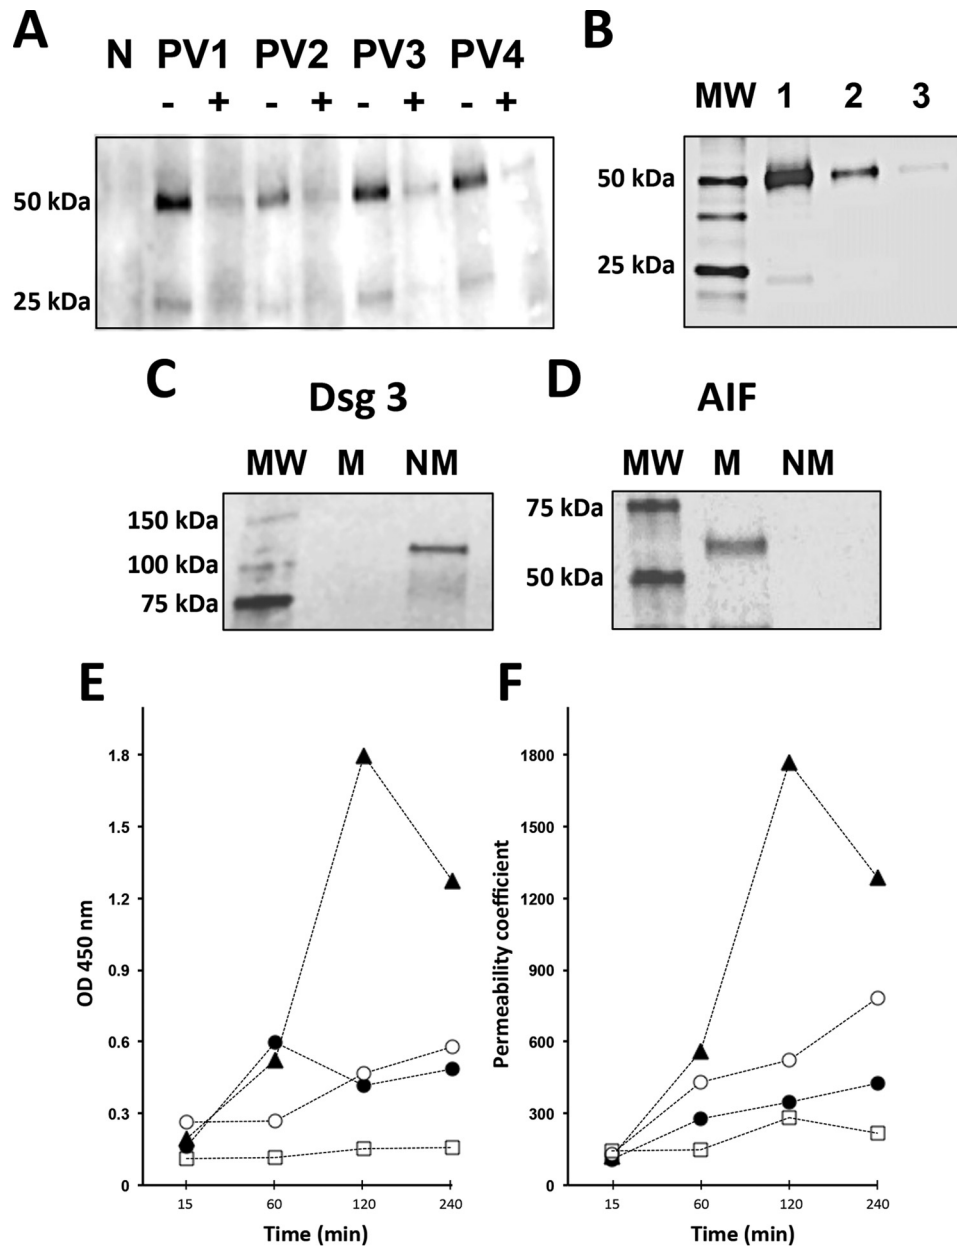 A
N PV1 PV2 PV3 PV4
- + - + - + - +
50 kDa
25 kDa
B
MW 1 2 3
50 kDa
25 kDa
C
Dsg 3
MW M NM
150 kDa
100 kDa
75 kDa
D
AIF
MW M NM
75 kDa
50 kDa
E
OD 450 nm
1.8
1.5
1.2
0.9
0.6
0.3
0
15 60 120 240
Time (min)
F
Permeability coefficient
1800
1500
1200
900
600
300
0
15 60 120 240
Time (min)